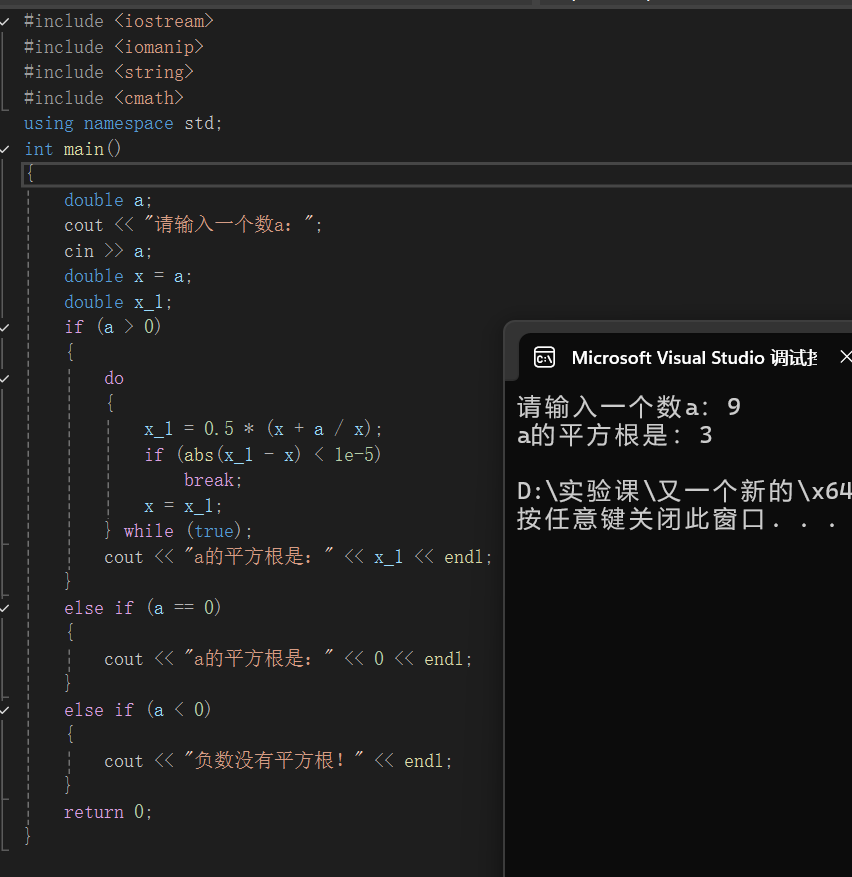 #include <iostream>
#include <iomanip>
#include <string>
#include <cmath>
using namespace std;
int main()
{
    double a;
    cout << "请输入一个数a：";
    cin >> a;
    double x = a;
    double x_1;
    if (a > 0)
    {
        do
        {
            x_1 = 0.5 * (x + a / x);
            if (abs(x_1 - x) < 1e-5)
                break;
            x = x_1;
        } while (true);
        cout << "a的平方根是：" << x_1 << endl;
    }
    else if (a == 0)
    {
        cout << "a的平方根是：" << 0 << endl;
    }
    else if (a < 0)
    {
        cout << "负数没有平方根！" << endl;
    }
    return 0;
}
Microsoft Visual Studio 调试
请输入一个数a：9
a的平方根是：3
D:\实验课\又一个新的\x64
按任意键关闭此窗口. . .